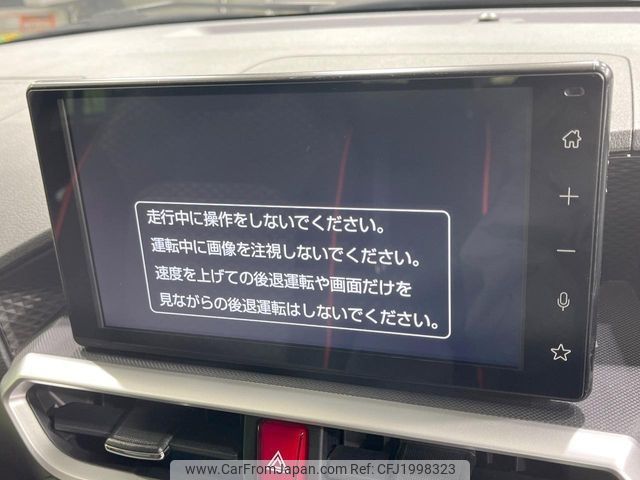 走行中に操作をしないでください。
運転中に画像を注視しないでください。
速度を上げての後退運転や画面だけを
見ながらの後退運転はしないでください。
© CAR FROM JAPAN.COM - CFJ1998323